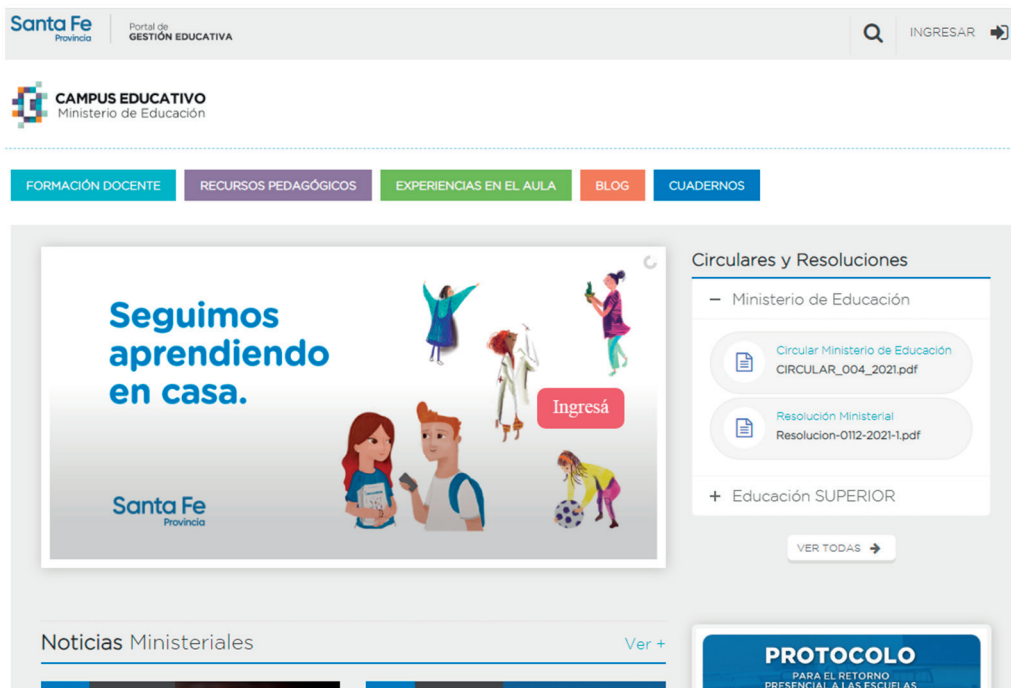 Santa Fe
Provincia
Portal de
GESTIÓN EDUCATIVA
INGRESAR
CAMPUS EDUCATIVO
Ministerio de Educación
FORMACIÓN DOCENTE
RECURSOS PEDAGÓGICOS
EXPERIENCIAS EN EL AULA
BLOG
CUADERNOS
Seguimos
aprendiendo
en casa.
Ingresá
Santa Fe
Provincia
Circulares y Resoluciones
− Ministerio de Educación
Circular Ministerio de Educación
CIRCULAR_004_2021.pdf
Resolución Ministerial
Resolucion-0112-2021-1.pdf
+ Educación SUPERIOR
VER TODAS
Noticias Ministeriales
Ver +
PROTOCOLO
PARA EL RETORNO
PRESENCIAL A LAS ESCUELAS